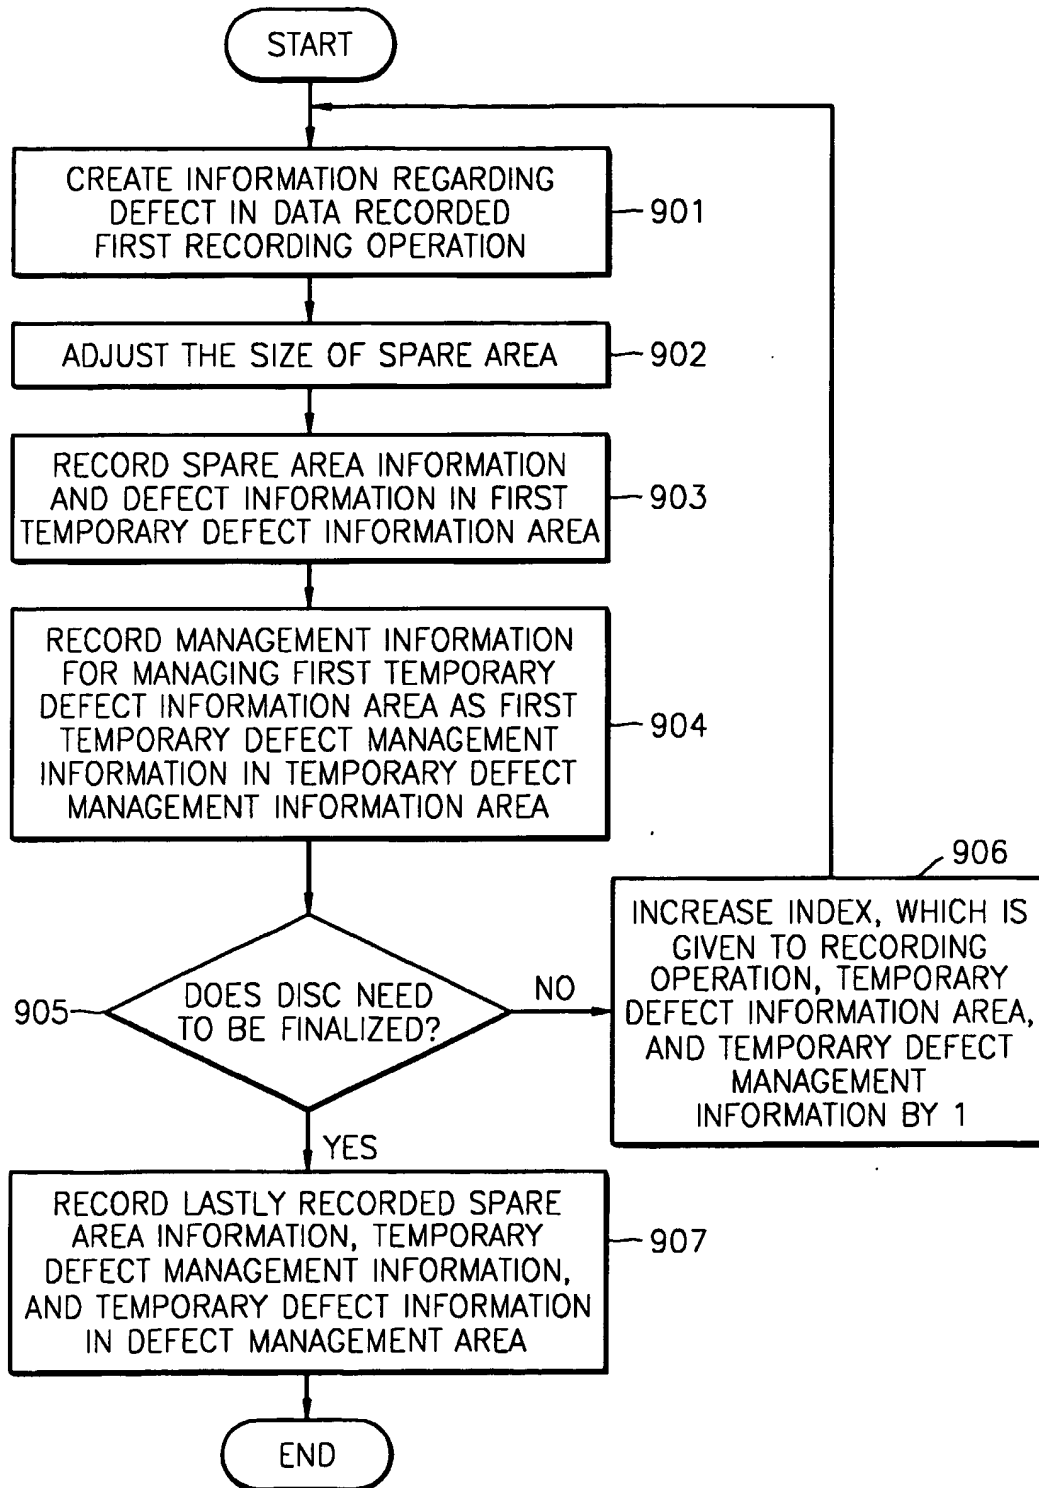 START
CREATE INFORMATION REGARDING
DEFECT IN DATA RECORDED
FIRST RECORDING OPERATION
901
ADJUST THE SIZE OF SPARE AREA
902
RECORD SPARE AREA INFORMATION
AND DEFECT INFORMATION IN FIRST
TEMPORARY DEFECT INFORMATION AREA
903
RECORD MANAGEMENT INFORMATION
FOR MANAGING FIRST TEMPORARY
DEFECT INFORMATION AREA AS FIRST
TEMPORARY DEFECT MANAGEMENT
INFORMATION IN TEMPORARY DEFECT
MANAGEMENT INFORMATION AREA
904
905
DOES DISC NEED
TO BE FINALIZED?
NO
906
INCREASE INDEX, WHICH IS
GIVEN TO RECORDING
OPERATION, TEMPORARY
DEFECT INFORMATION AREA,
AND TEMPORARY DEFECT
MANAGEMENT
INFORMATION BY 1
YES
RECORD LASTLY RECORDED SPARE
AREA INFORMATION, TEMPORARY
DEFECT MANAGEMENT INFORMATION,
AND TEMPORARY DEFECT INFORMATION
IN DEFECT MANAGEMENT AREA
907
END